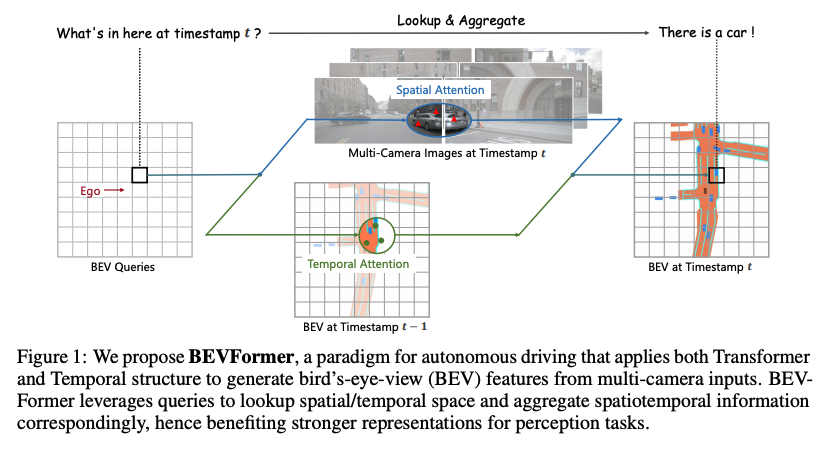 Lookup & Aggregate
What's in here at timestamp t ?
There is a car !
Spatial Attention
Multi-Camera Images at Timestamp t
Ego
Temporal Attention
BEV Queries
BEV at Timestamp t
BEV at Timestamp t − 1
Figure 1: We propose BEVFormer, a paradigm for autonomous driving that applies both Transformer
and Temporal structure to generate bird's-eye-view (BEV) features from multi-camera inputs. BEV-
Former leverages queries to lookup spatial/temporal space and aggregate spatiotemporal information
correspondingly, hence benefiting stronger representations for perception tasks.